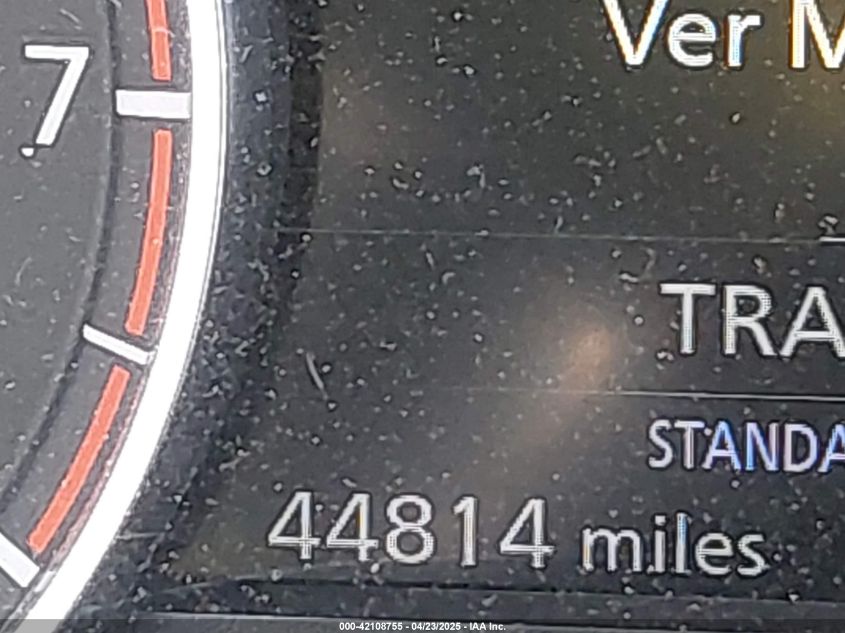 7
Ver M
TRA
STANDA
44814 miles
000-42108755 - 04/23/2025 - IAA Inc.